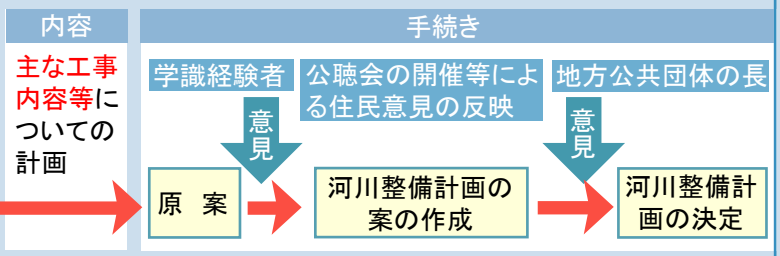 内容
主な工事
内容等に
ついての
計画
手続き
学識経験者
公聴会の開催等によ
る住民意見の反映
地方公共団体の長
意見
意見
原 案
河川整備計画の
案の作成
河川整備計
画の決定